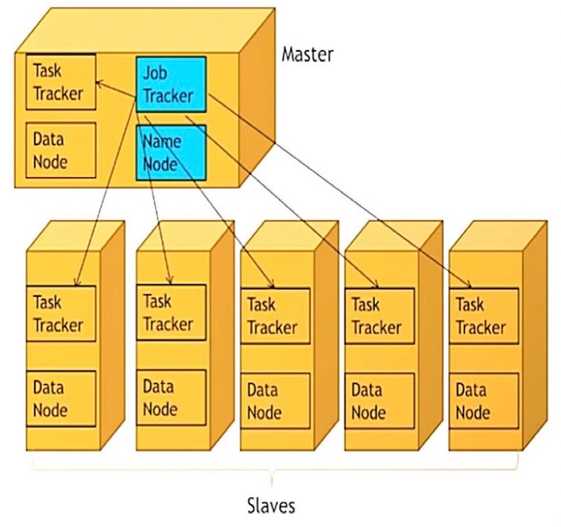 Master
Task
Tracker
Job
Tracker
Data
Node
Name
Node
Task
Tracker
Task
Tracker
Task
Tracker
Task
Tracker
Task
Tracker
Data
Node
Data
Node
Data
Node
Data
Node
Data
Node
Slaves